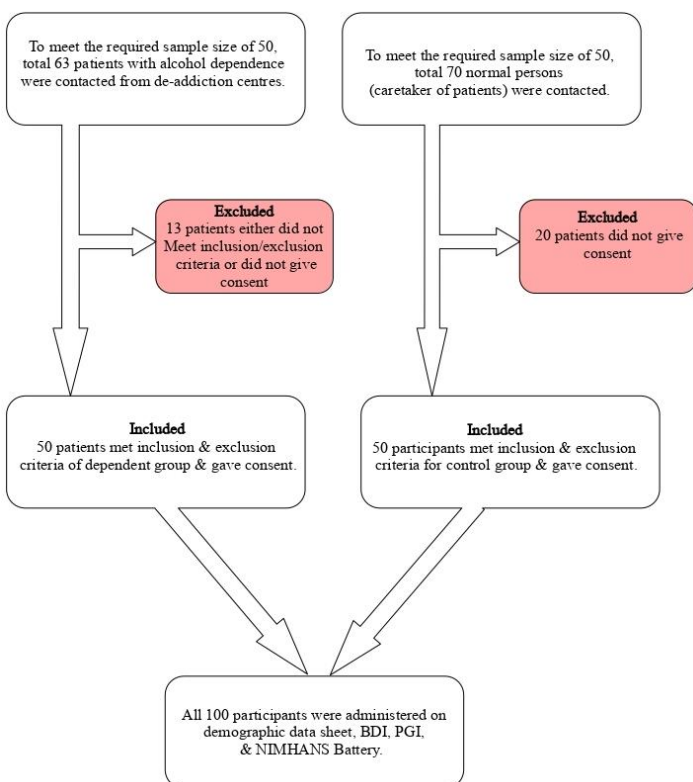 To meet the required sample size of 50,
total 63 patients with alcohol dependence
were contacted from de-addiction centres.
To meet the required sample size of 50,
total 70 normal persons
(caretaker of patients) were contacted.
Excluded
13 patients either did not
Meet inclusion/exclusion
criteria or did not give
consent
Excluded
20 patients did not give
consent
Included
50 patients met inclusion & exclusion
criteria of dependent group & gave consent.
Included
50 participants met inclusion & exclusion
criteria for control group & gave consent.
All 100 participants were administered on
demographic data sheet, BDI, PGI,
& NIMHANS Battery.